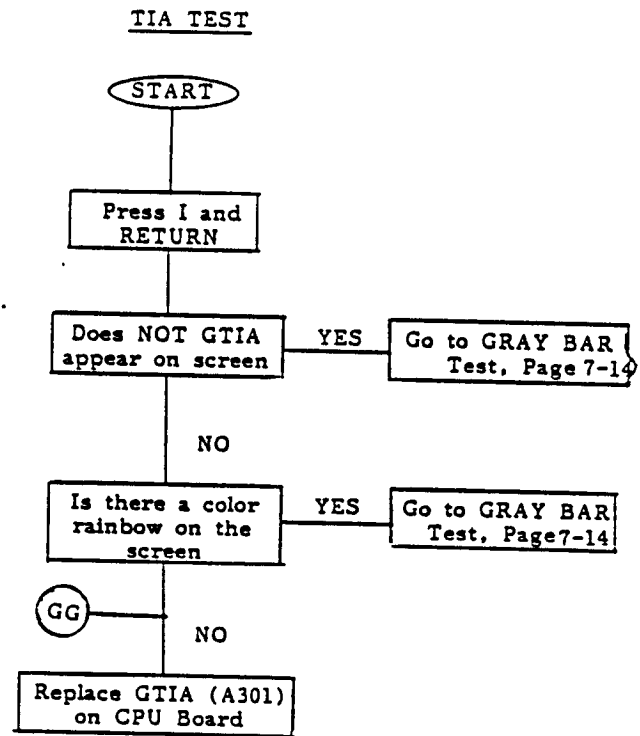 TIA TEST
START
Press I and
RETURN
Does NOT GTIA
appear on screen
YES
Go to GRAY BAR
Test, Page 7-14
NO
Is there a color
rainbow on the
screen
YES
Go to GRAY BAR
Test, Page7-14
GG
NO
Replace GTIA (A301)
on CPU Board